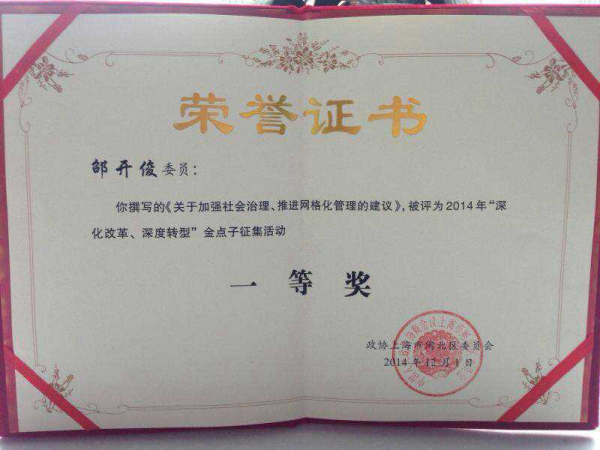 荣誉证书
邵开俊委员：
你撰写的《关于加强社会治理、推进网格化管理的建议》，被评为2014年“深
化改革、深度转型”金点子征集活动
一等奖
政协上海市闸北区委员会
2014年12月1日